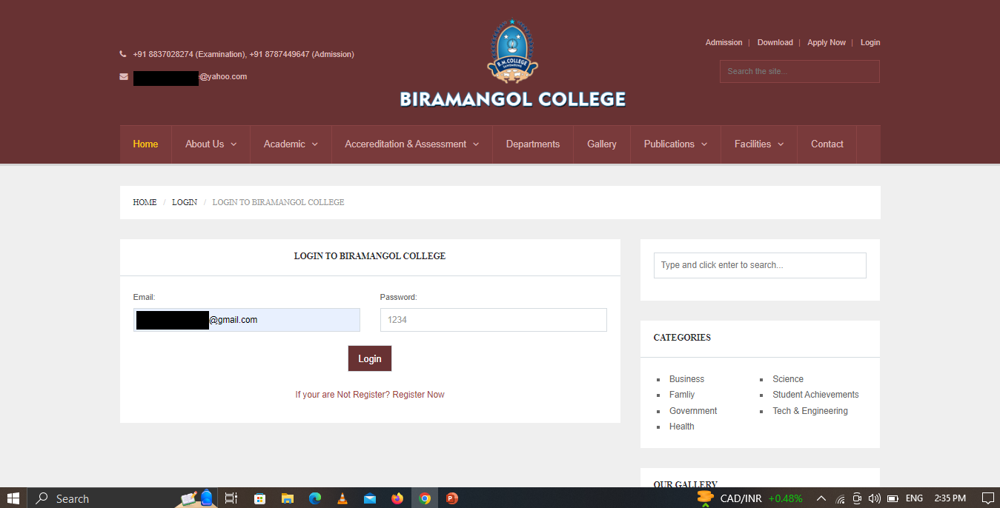 +91 8837028274 (Examination), +91 8787449647 (Admission)
@yahoo.com
B.M.COLLEGE
BIRAMANGOL COLLEGE
Admission | Download | Apply Now | Login
Search the site...
Home About Us Academic Accereditation & Assessment Departments Gallery Publications Facilities Contact
HOME / LOGIN / LOGIN TO BIRAMANGOL COLLEGE
LOGIN TO BIRAMANGOL COLLEGE
Email:
@gmail.com
Password:
1234
Login
If your are Not Register? Register Now
Type and click enter to search...
CATEGORIES
Business
Famliy
Government
Health
Science
Student Achievements
Tech & Engineering
OUR GALLERY
Search
CAD/INR +0.48%
ENG
2:35 PM